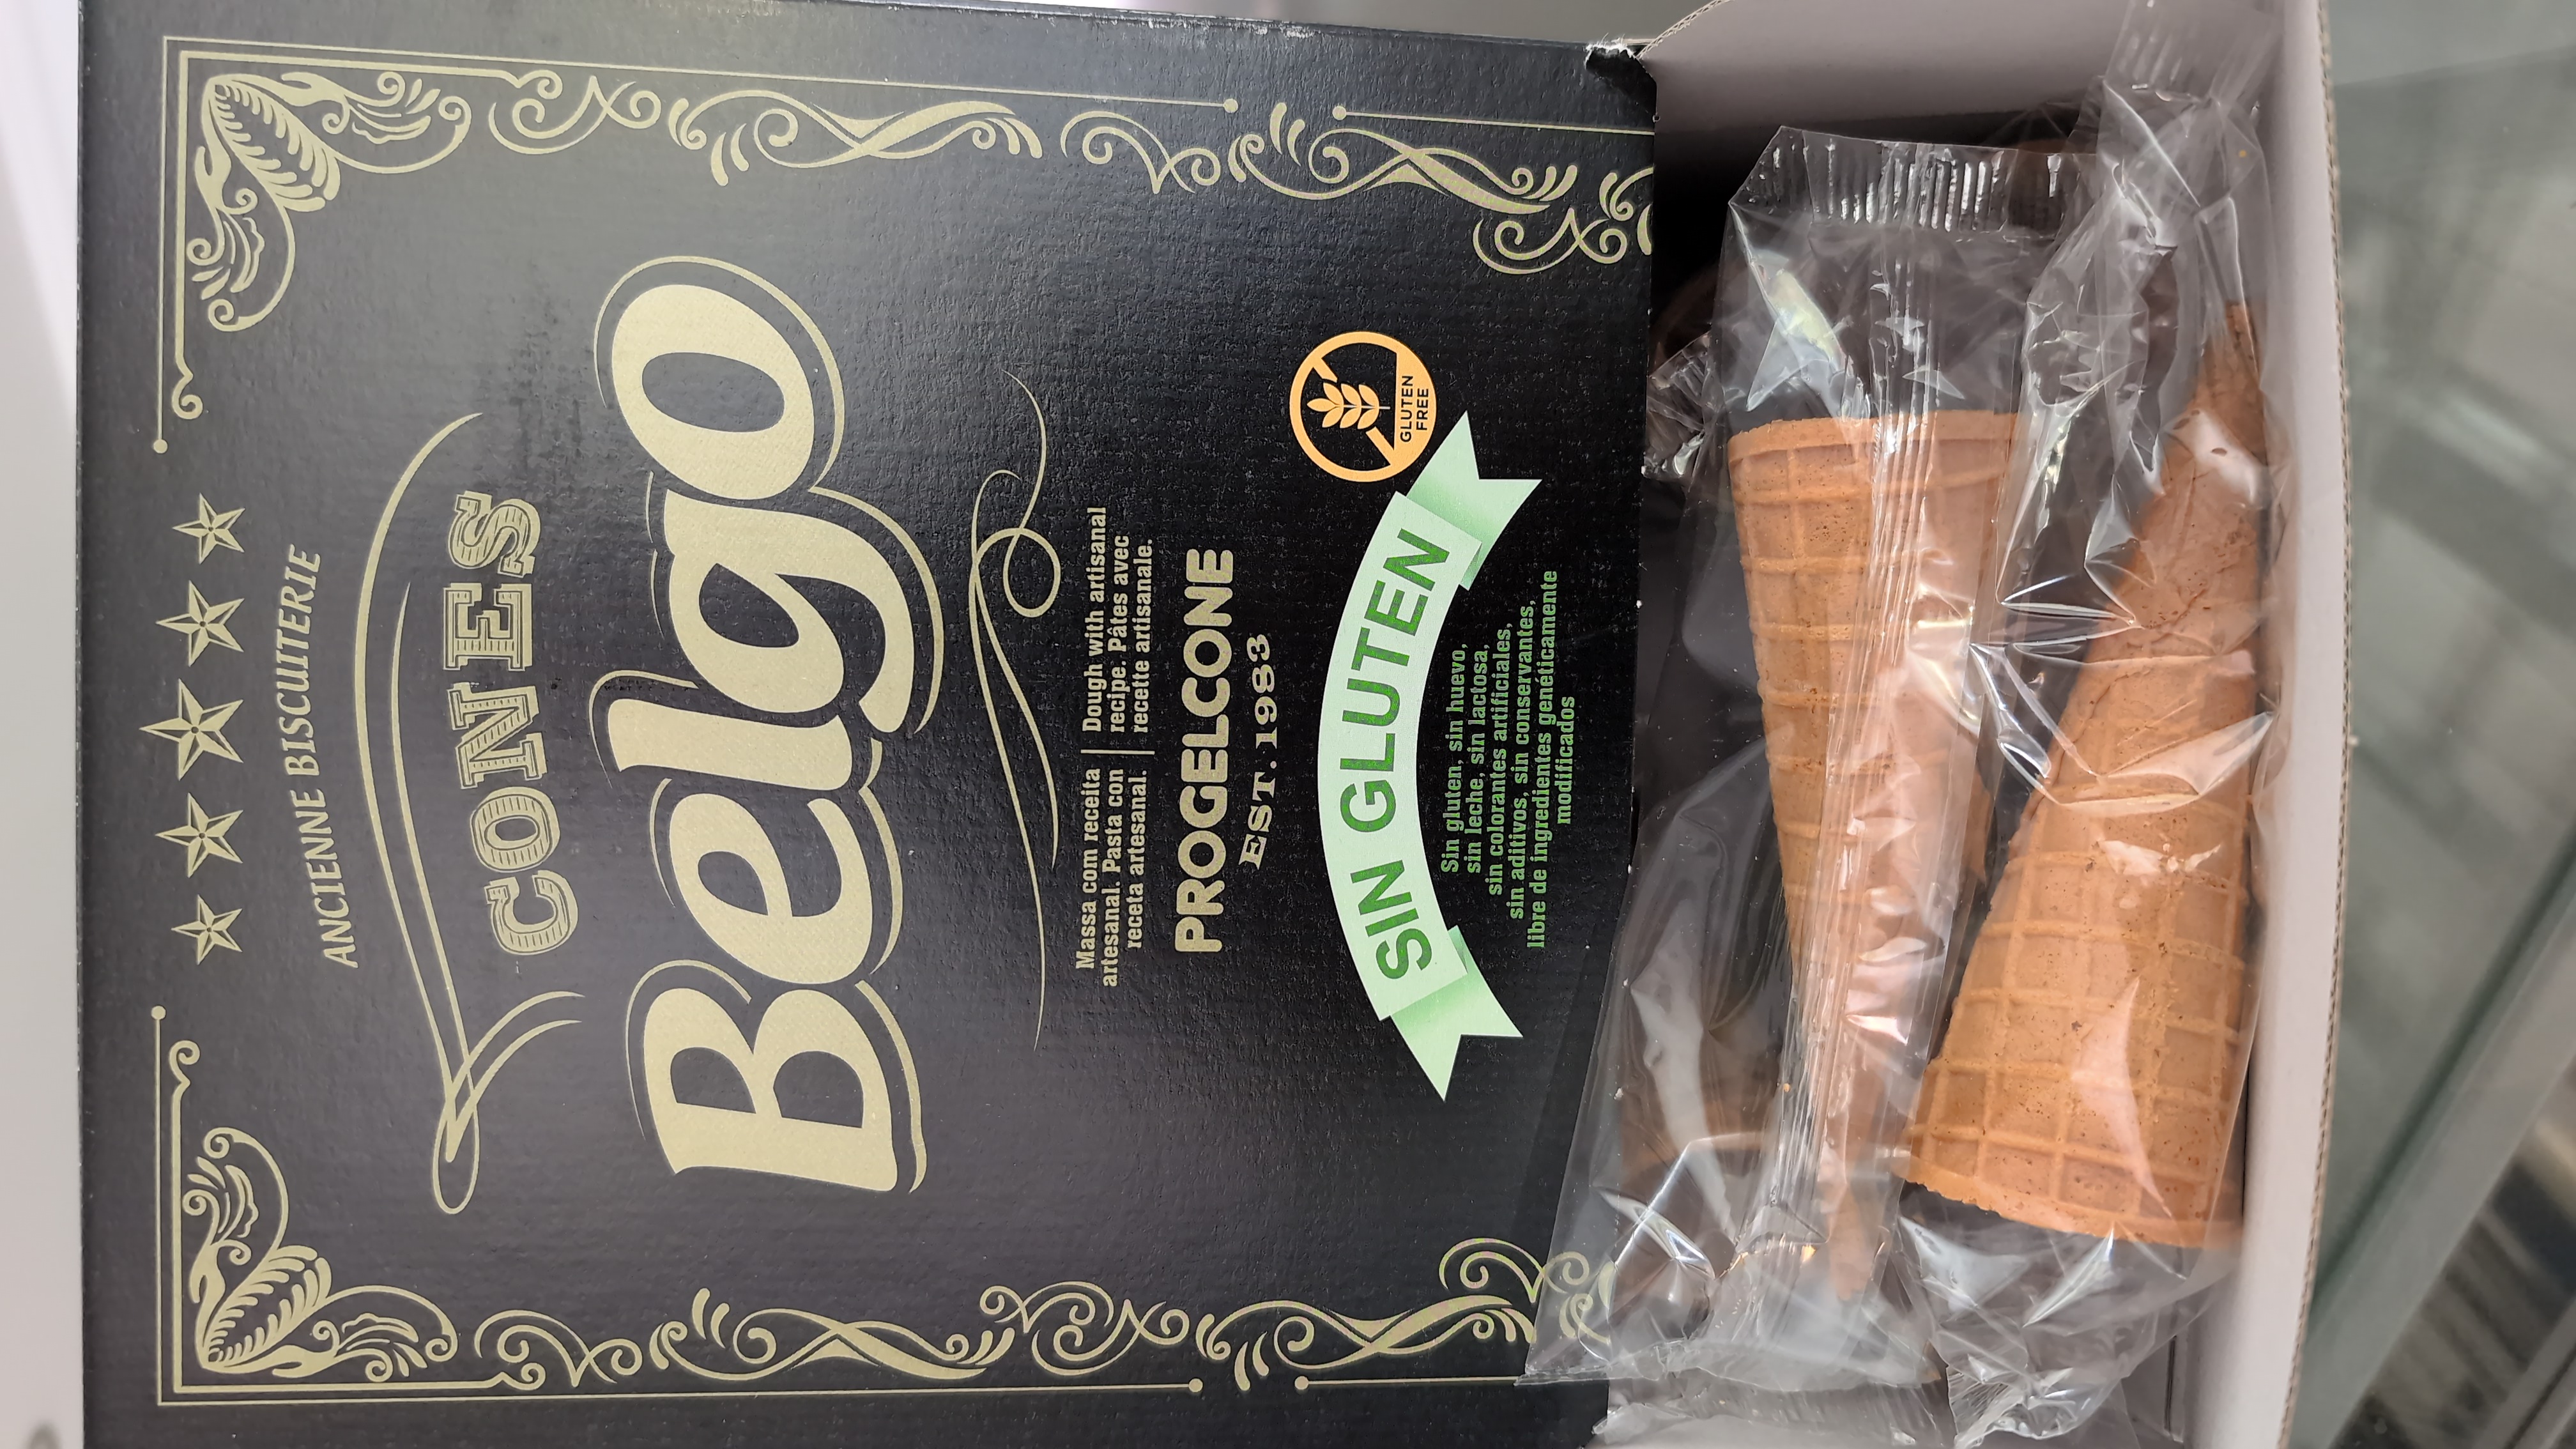 ANCIENNE BISCUITERIE
CONES
Belgo
Massa com receita
artesanal. Pasta con
receta artesanal.
Dough with artisanal
recipe. Pâtes avec
recette artisanale.
PROGELCONE
EST. 1983
GLUTEN
FREE
SIN GLUTEN
Sin gluten, sin huevo,
sin leche, sin lactosa,
sin colorantes artificiales,
sin aditivos, sin conservantes,
libre de ingredientes genéticamente
modificados